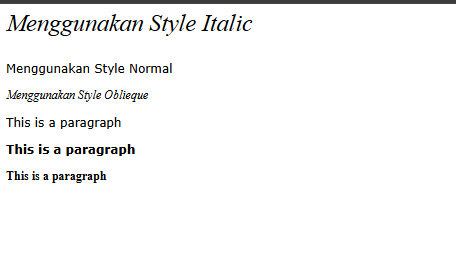 Menggunakan Style Italic
Menggunakan Style Normal
Menggunakan Style Oblieque
This is a paragraph
This is a paragraph
This is a paragraph